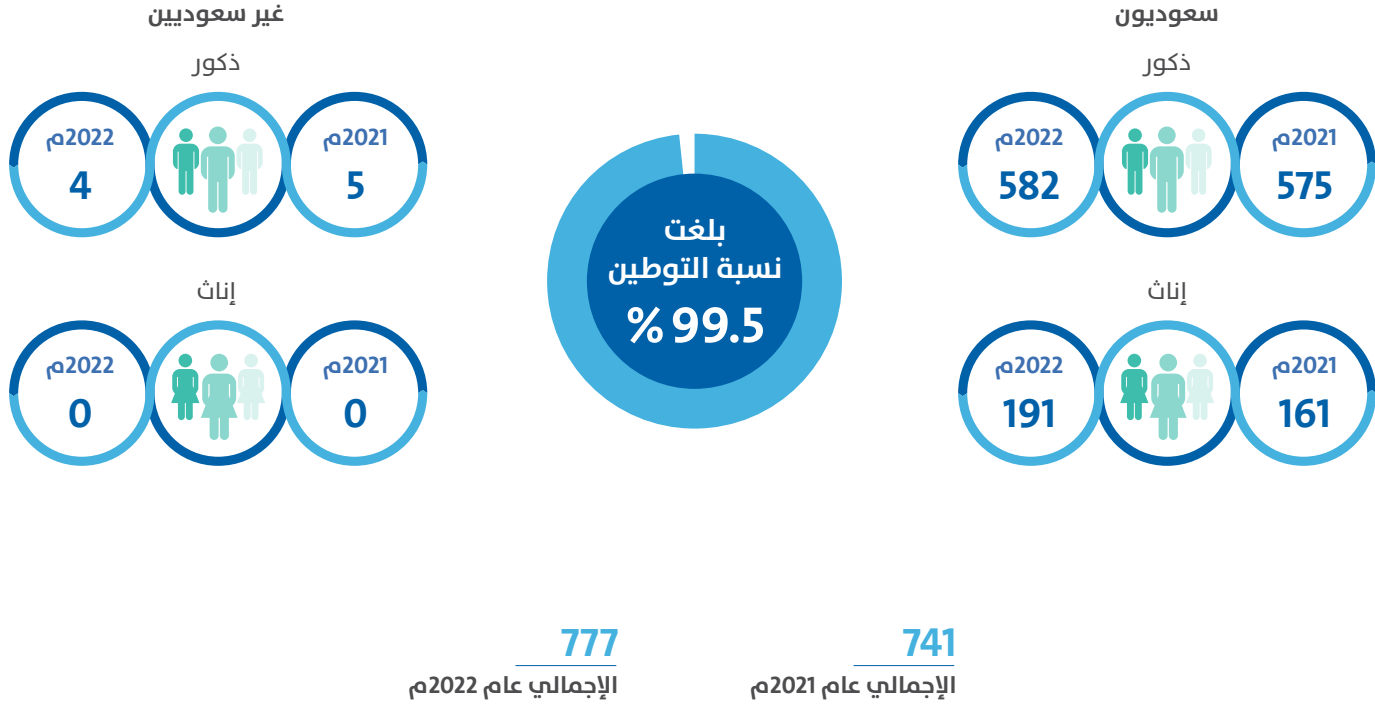 سعوديون
ذكور
2021م
575
2022م
582
إناث
2021م
161
2022م
191
بلغت
نسبة التوطين
99.5 %
غير سعوديين
ذكور
2021م
5
2022م
4
إناث
2021م
0
2022م
0
741
الإجمالي عام 2021م
777
الإجمالي عام 2022م